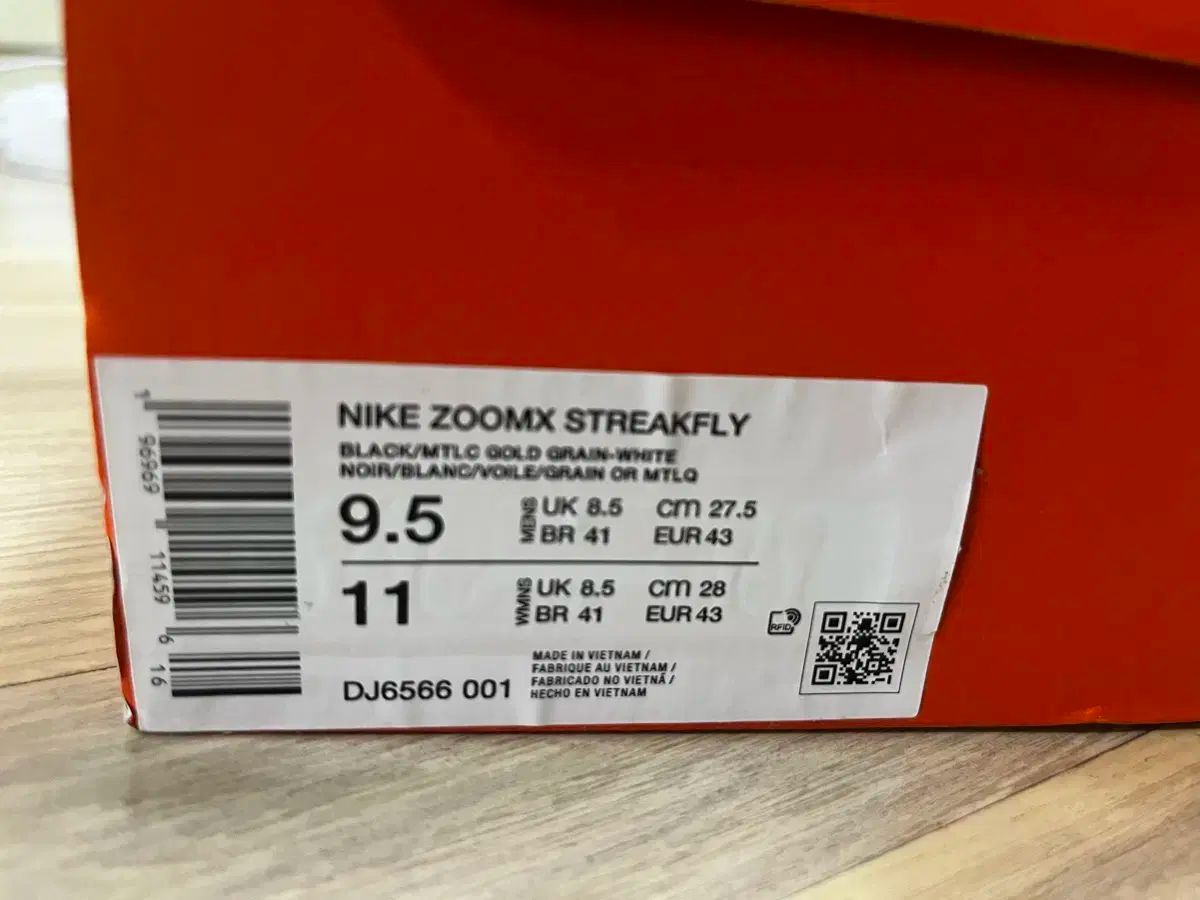 NIKE ZOOMX STREAKFLY
BLACK/MTLC GOLD GRAIN-WHITE
NOIR/BLANC/VOILE/GRAIN OR MTLQ
9.5 MENS UK 8.5 cm 27.5
BR 41 EUR 43
11 WMNS UK 8.5 cm 28
BR 41 EUR 43
RFID
DJ6566 001
MADE IN VIETNAM /
FABRIQUE AU VIETNAM /
FABRICADO NO VIETNÃ /
HECHO EN VIETNAM
1 96969 11459 6 16